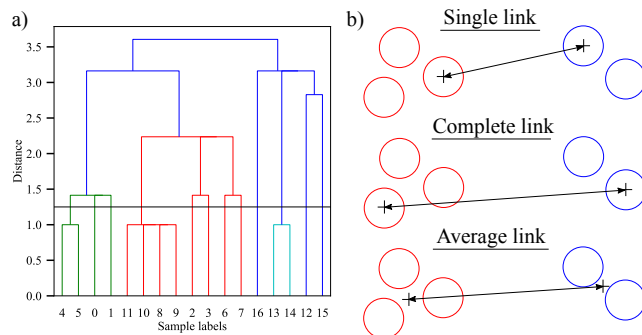 a)
3.5
3.0
2.5
2.0
1.5
1.0
0.5
0.0
Distance
4 5 0 1 11 10 8 9 2 3 6 7 16 13 14 12 15
Sample labels
b)
Single link
Complete link
Average link